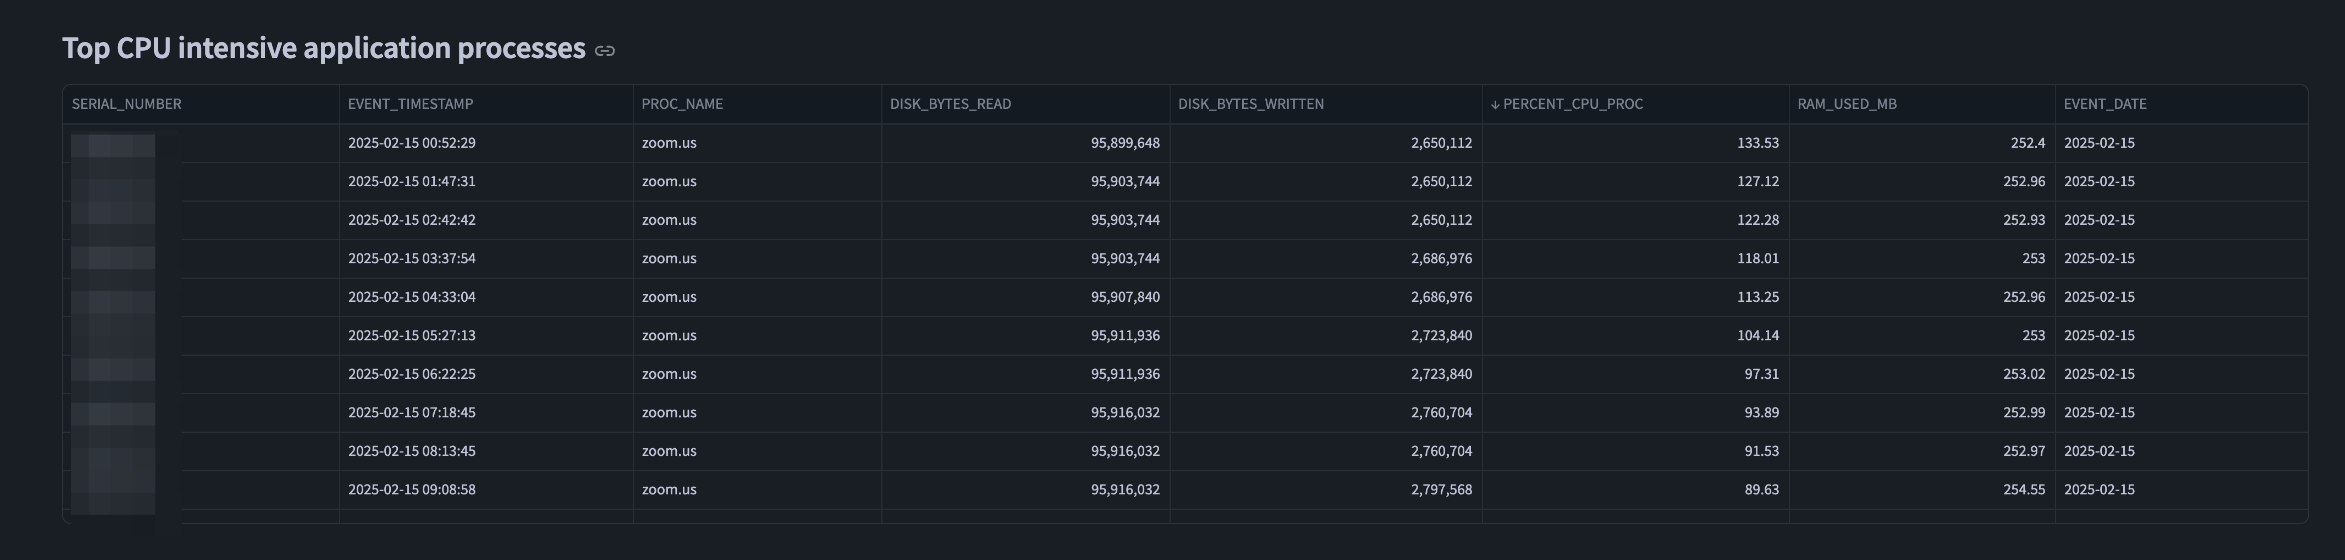 Top CPU intensive application processes
SERIAL_NUMBER EVENT_TIMESTAMP PROC_NAME DISK_BYTES_READ DISK_BYTES_WRITTEN ↓ PERCENT_CPU_PROC RAM_USED_MB EVENT_DATE
2025-02-15 00:52:29 zoom.us 95,899,648 2,650,112 133.53 252.4 2025-02-15
2025-02-15 01:47:31 zoom.us 95,903,744 2,650,112 127.12 252.96 2025-02-15
2025-02-15 02:42:42 zoom.us 95,903,744 2,650,112 122.28 252.93 2025-02-15
2025-02-15 03:37:54 zoom.us 95,903,744 2,686,976 118.01 253 2025-02-15
2025-02-15 04:33:04 zoom.us 95,907,840 2,686,976 113.25 252.96 2025-02-15
2025-02-15 05:27:13 zoom.us 95,911,936 2,723,840 104.14 253 2025-02-15
2025-02-15 06:22:25 zoom.us 95,911,936 2,723,840 97.31 253.02 2025-02-15
2025-02-15 07:18:45 zoom.us 95,916,032 2,760,704 93.89 252.99 2025-02-15
2025-02-15 08:13:45 zoom.us 95,916,032 2,760,704 91.53 252.97 2025-02-15
2025-02-15 09:08:58 zoom.us 95,916,032 2,797,568 89.63 254.55 2025-02-15